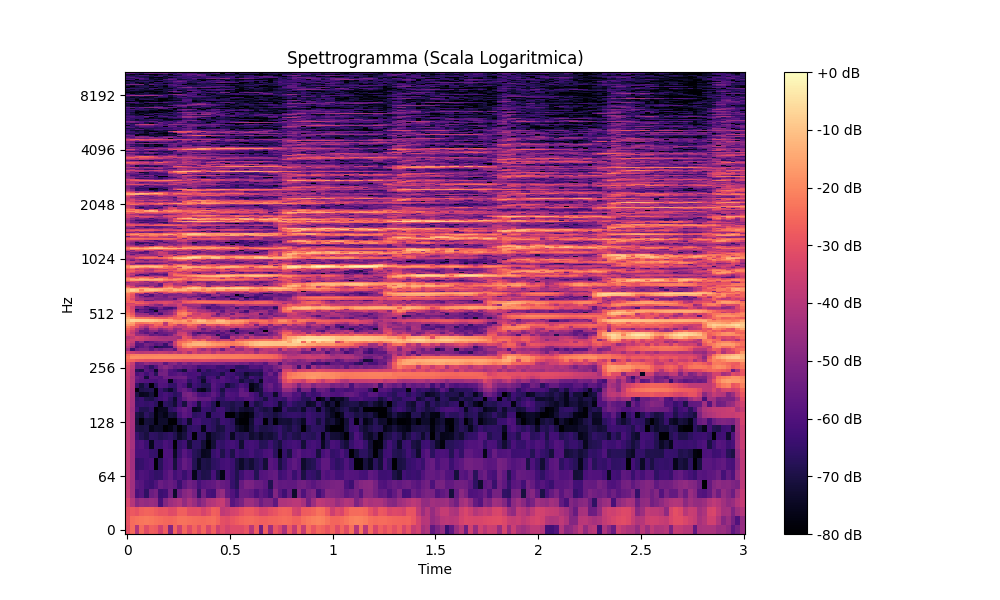 Spettrogramma (Scala Logaritmica)
Hz
8192
4096
2048
1024
512
256
128
64
0
0 0.5 1 1.5 2 2.5 3
Time
+0 dB
-10 dB
-20 dB
-30 dB
-40 dB
-50 dB
-60 dB
-70 dB
-80 dB